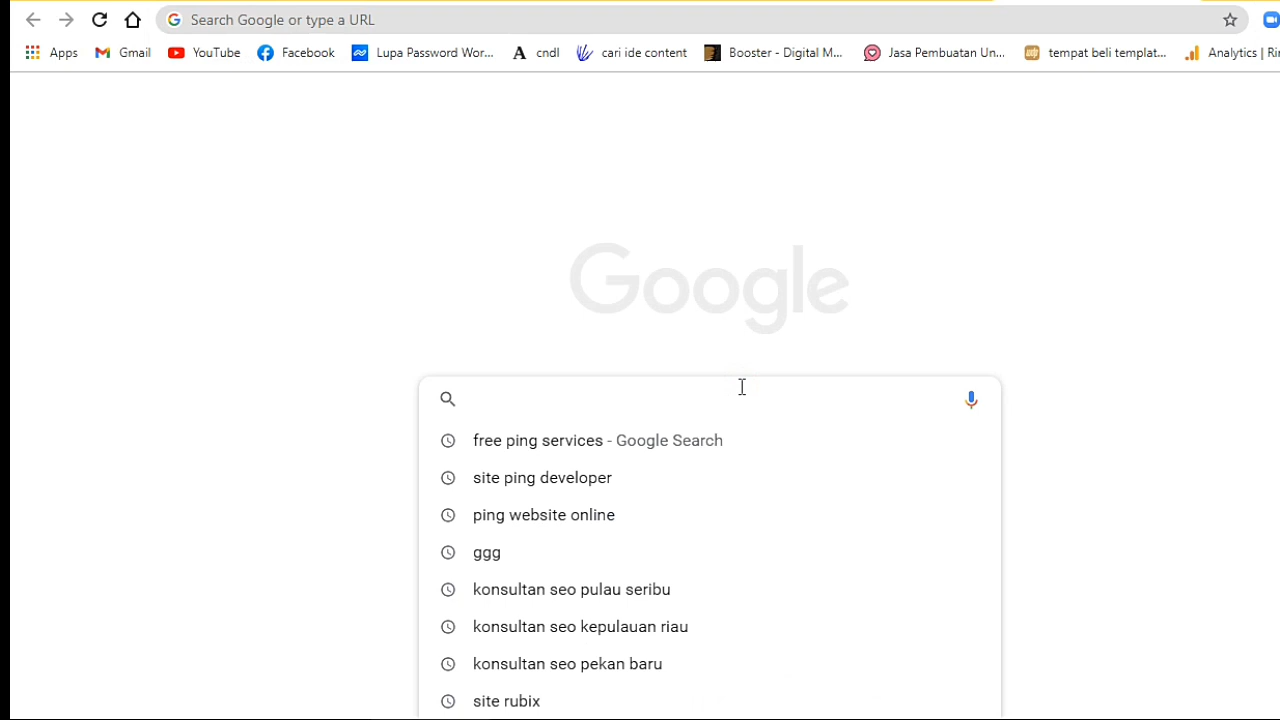 Search Google or type a URL
Apps Gmail YouTube Facebook Lupa Password Wor... cndl cari ide content Booster - Digital M... Jasa Pembuatan Un... tempat beli templat... Analytics | Ri
Google
free ping services - Google Search
site ping developer
ping website online
ggg
konsultan seo pulau seribu
konsultan seo kepulauan riau
konsultan seo pekan baru
site rubix